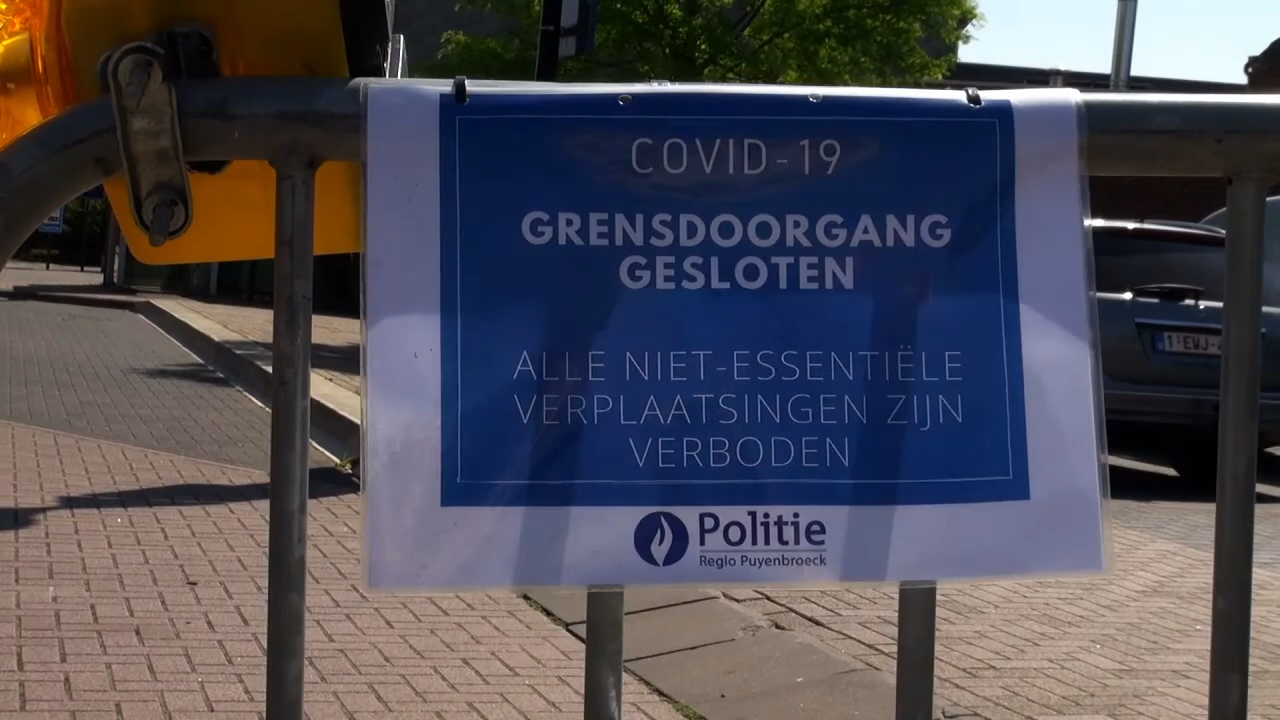 COVID-19
GRENSDOORGANG
GESLOTEN
ALLE NIET-ESSENTIËLE
VERPLAATSINGEN ZIJN
VERBODEN
Politie
Regio Puyenbroeck